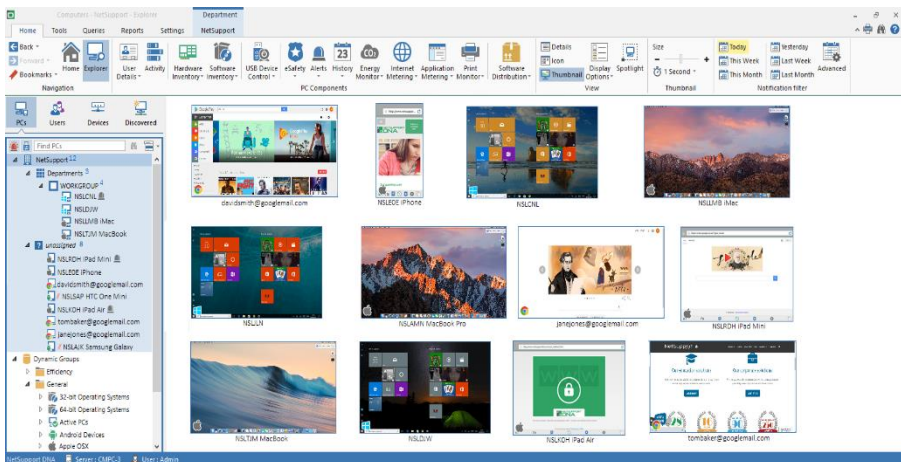 Computers - NetSupport - Explorer
Department
Home Tools Queries Reports Settings NetSupport
Back
Forward
Bookmarks
Home
Explorer
User Details
Activity
Hardware Inventory
Software Inventory
USB Device Control
eSafety
Alerts
History
Energy Monitor
Internet Metering
Application Metering
Print Monitor
Software Distribution
Details
Icon
Thumbnail
Display Options
Spotlight
Size
1 Second
Today
This Week
This Month
Yesterday
Last Week
Last Month
Advanced
Navigation
PC Components
View
Thumbnail
Notification filter
PCs Users Devices Discovered
Find PCs
NetSupport 12
Departments
WORKGROUP 4
NSLCNL
NSLDJW
NSLLMB iMac
NSLTJM MacBook
unassigned 8
NSLRDH iPad Mini
NSLEDE iPhone
davidsmith@googlemail.com
NSLSAP HTC One Mini
NSLKDH iPad Air
tombaker@googlemail.com
janejones@googlemail.com
NSLAJK Samsung Galaxy
Dynamic Groups
Efficiency
General
32-bit Operating Systems
64-bit Operating Systems
Active PCs
Android Devices
Apple OSX
davidsmith@googlemail.com
NSLEDE iPhone
NSLCNL
NSLLMB iMac
NSLJLN
NSLAMN MacBook Pro
janejones@googlemail.com
NSLRDH iPad Mini
NSLTJM MacBook
NSLDJW
NSLKDH iPad Air
tombaker@googlemail.com
NetSupport DNA Server: CMPC-3 User: Admin